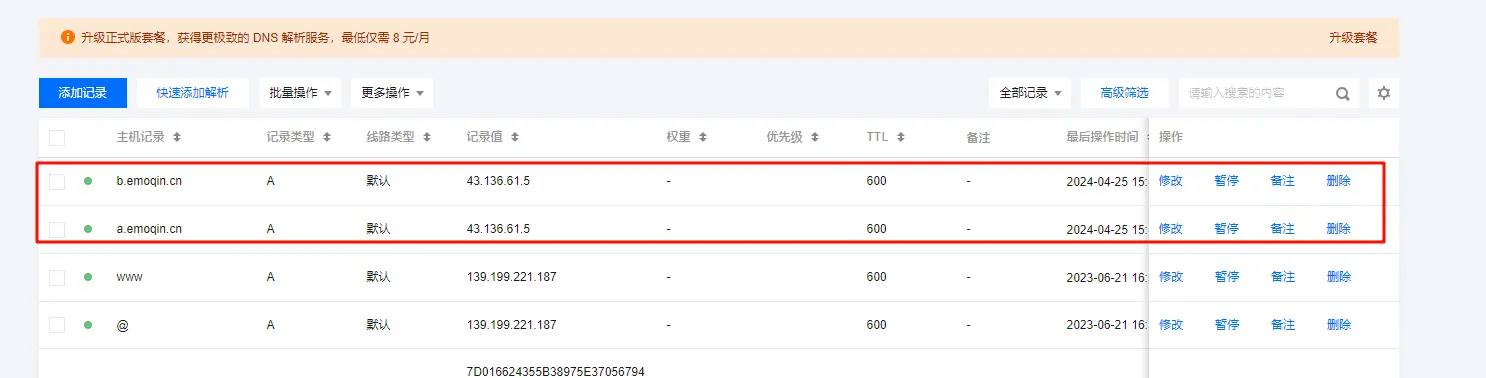 升级正式版套餐，获得更极致的 DNS 解析服务，最低仅需 8 元/月 升级套餐
添加记录 快速添加解析 批量操作 更多操作 全部记录 高级筛选 请输入搜索的内容
主机记录 记录类型 线路类型 记录值 权重 优先级 TTL 备注 最后操作时间 操作
b.emoqin.cn A 默认 43.136.61.5 - 600 - 2024-04-25 15: 修改 暂停 备注 删除
a.emoqin.cn A 默认 43.136.61.5 - 600 - 2024-04-25 15: 修改 暂停 备注 删除
www A 默认 139.199.221.187 - 600 - 2023-06-21 16: 修改 暂停 备注 删除
@ A 默认 139.199.221.187 - 600 - 2023-06-21 16: 修改 暂停 备注 删除
7D016624355B38975E37056794